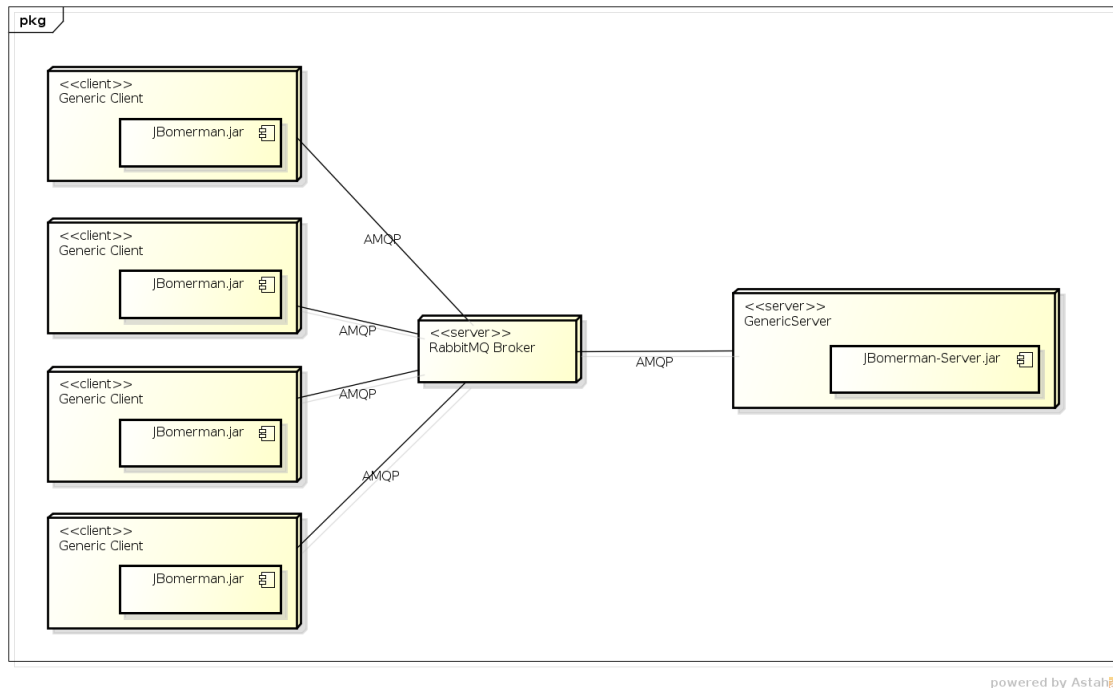 pkg
<<client>>
Generic Client
JBomerman.jar
AMQP
<<client>>
Generic Client
JBomerman.jar
AMQP
<<server>>
RabbitMQ Broker
AMQP
<<server>>
GenericServer
JBomerman-Server.jar
<<client>>
Generic Client
JBomerman.jar
AMQP
<<client>>
Generic Client
JBomerman.jar
AMQP
powered by Astah